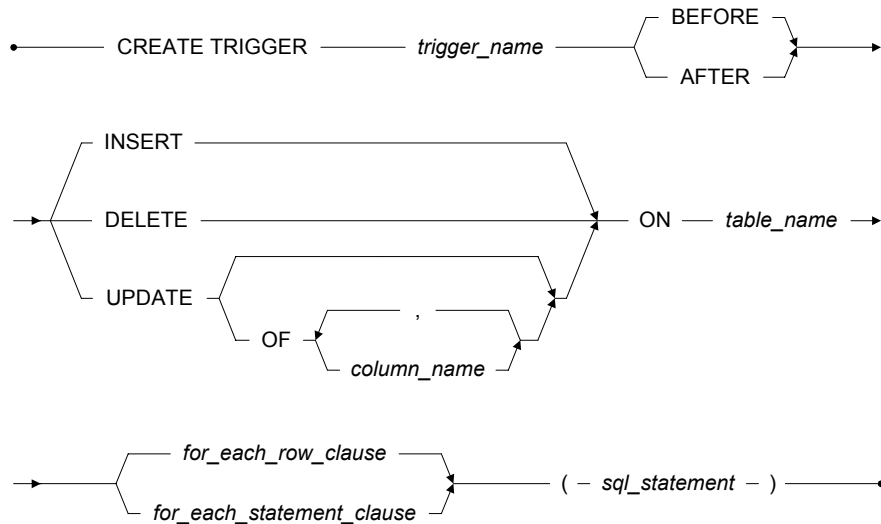 BEFORE
CREATE TRIGGER trigger_name
AFTER
INSERT
DELETE ON table_name
UPDATE
,
OF
column_name
for_each_row_clause
( sql_statement )
for_each_statement_clause